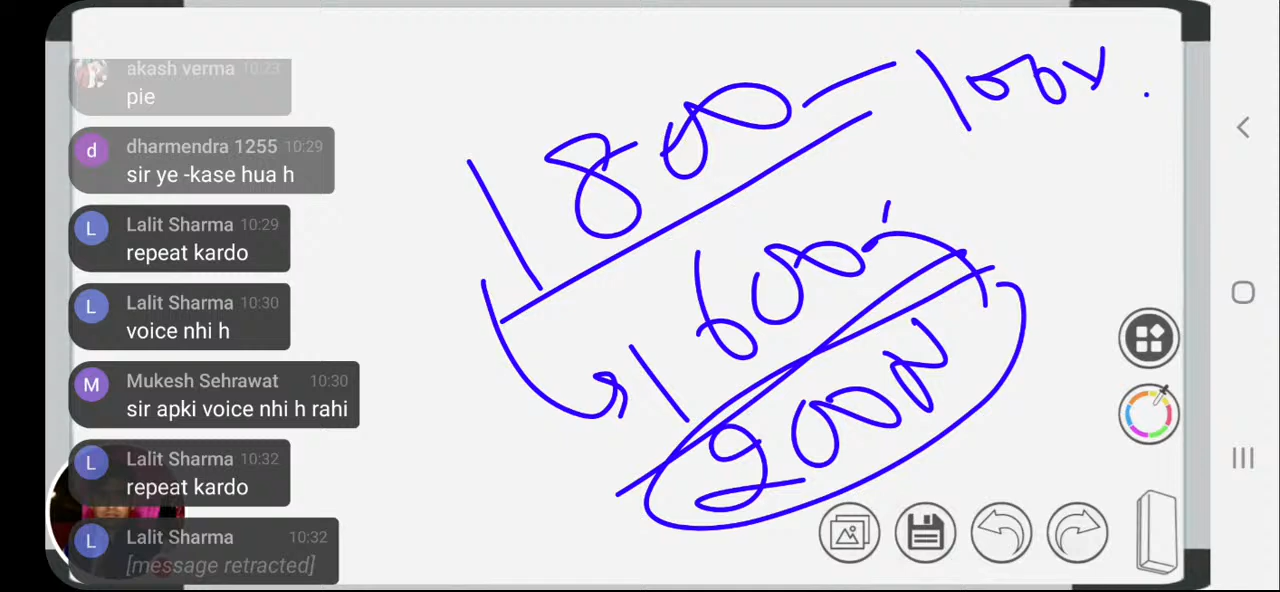 akash verma 10:23
pie
d dharmendra 1255 10:29
sir ye -kase hua h
L Lalit Sharma 10:29
repeat kardo
L Lalit Sharma 10:30
voice nhi h
M Mukesh Sehrawat 10:30
sir apki voice nhi h rahi
L Lalit Sharma 10:32
repeat kardo
L Lalit Sharma 10:32
[message retracted]
1800 - 100
1600
200